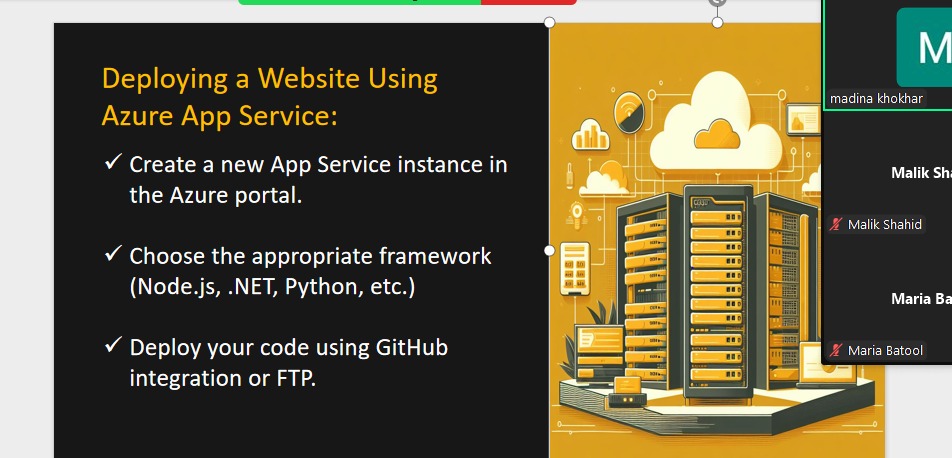 Deploying a Website Using
Azure App Service:
✓ Create a new App Service instance in
the Azure portal.
✓ Choose the appropriate framework
(Node.js, .NET, Python, etc.)
✓ Deploy your code using GitHub
integration or FTP.
M
madina khokhar
Malik Sha
Malik Shahid
Maria Ba
Maria Batool